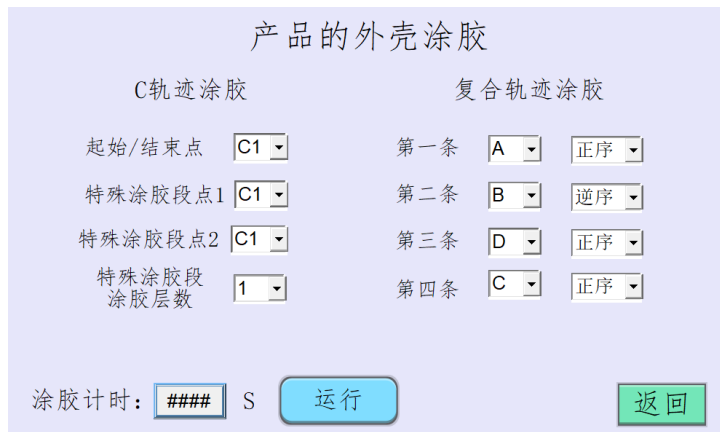 产品的外壳涂胶
C轨迹涂胶
起始/结束点 C1
特殊涂胶段点1 C1
特殊涂胶段点2 C1
特殊涂胶段
涂胶层数 1
复合轨迹涂胶
第一条 A 正序
第二条 B 逆序
第三条 D 正序
第四条 C 正序
涂胶计时: #### S 运行 返回